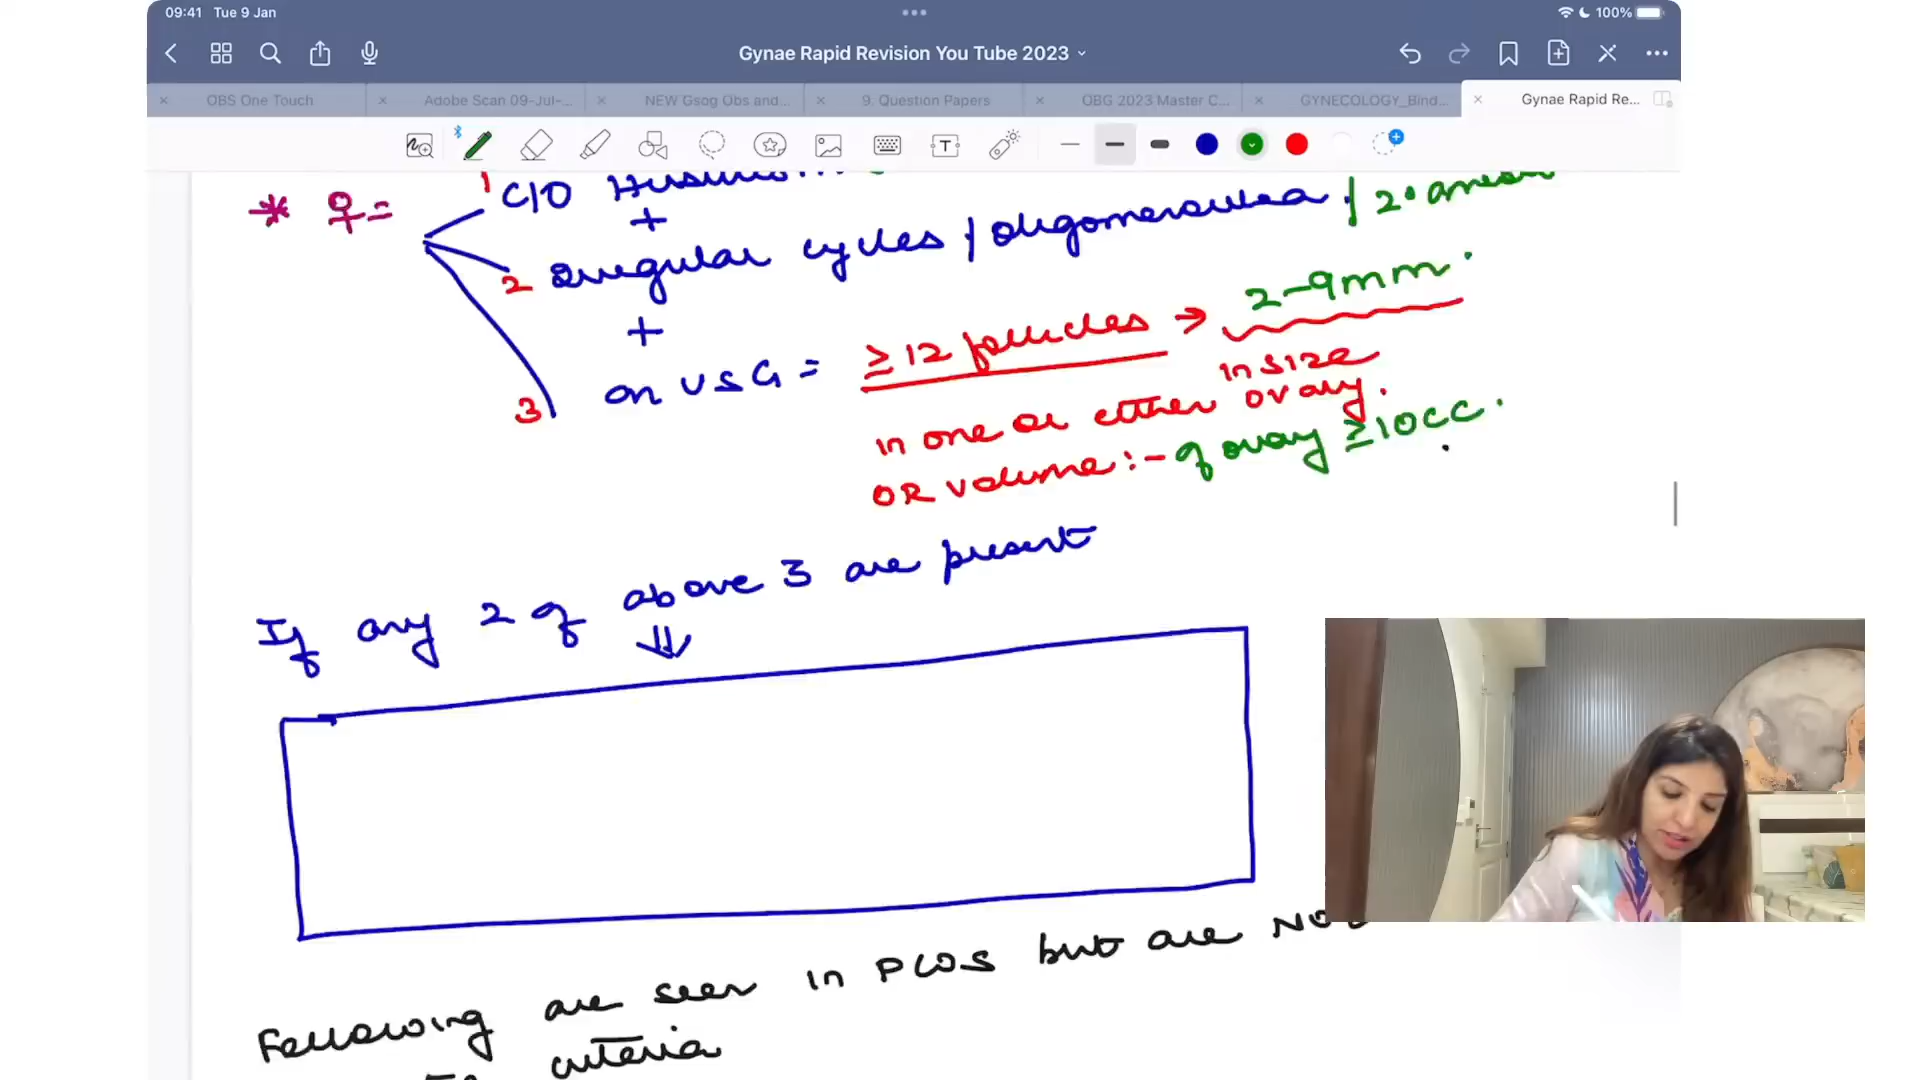 09:41 Tue 9 Jan
100%
Gynae Rapid Revision You Tube 2023
OBS One Touch
Adobe Scan 09-Jul-...
NEW Gsog Obs and...
9. Question Papers
OBG 2023 Master C...
GYNECOLOGY_Bind...
Gynae Rapid Re...
T
* ♀=
1 C/O
+
2 Irregular cycles / oligomenorrhea / 2°
+
3 on USG = ≥12 follicles → 2-9mm.
in size
in one or either ovary.
OR volume:- of ovary ≥10cc.
If any 2 of above 3 are present
⇓
Following are seen in PCOS but are NOT
criteria